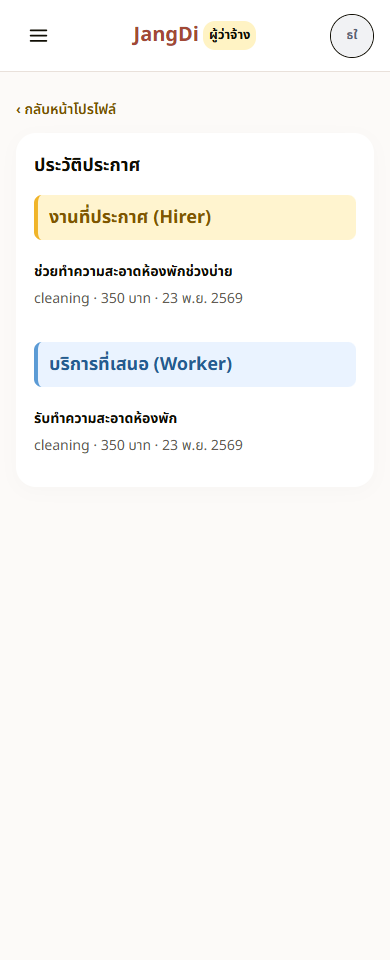 JangDi ผู้ว่าจ้าง ธใ
‹ กลับหน้าโปรไฟล์
ประวัติประกาศ
งานที่ประกาศ (Hirer)
ช่วยทำความสะอาดห้องพักช่วงบ่าย
cleaning · 350 บาท · 23 พ.ย. 2569
บริการที่เสนอ (Worker)
รับทำความสะอาดห้องพัก
cleaning · 350 บาท · 23 พ.ย. 2569